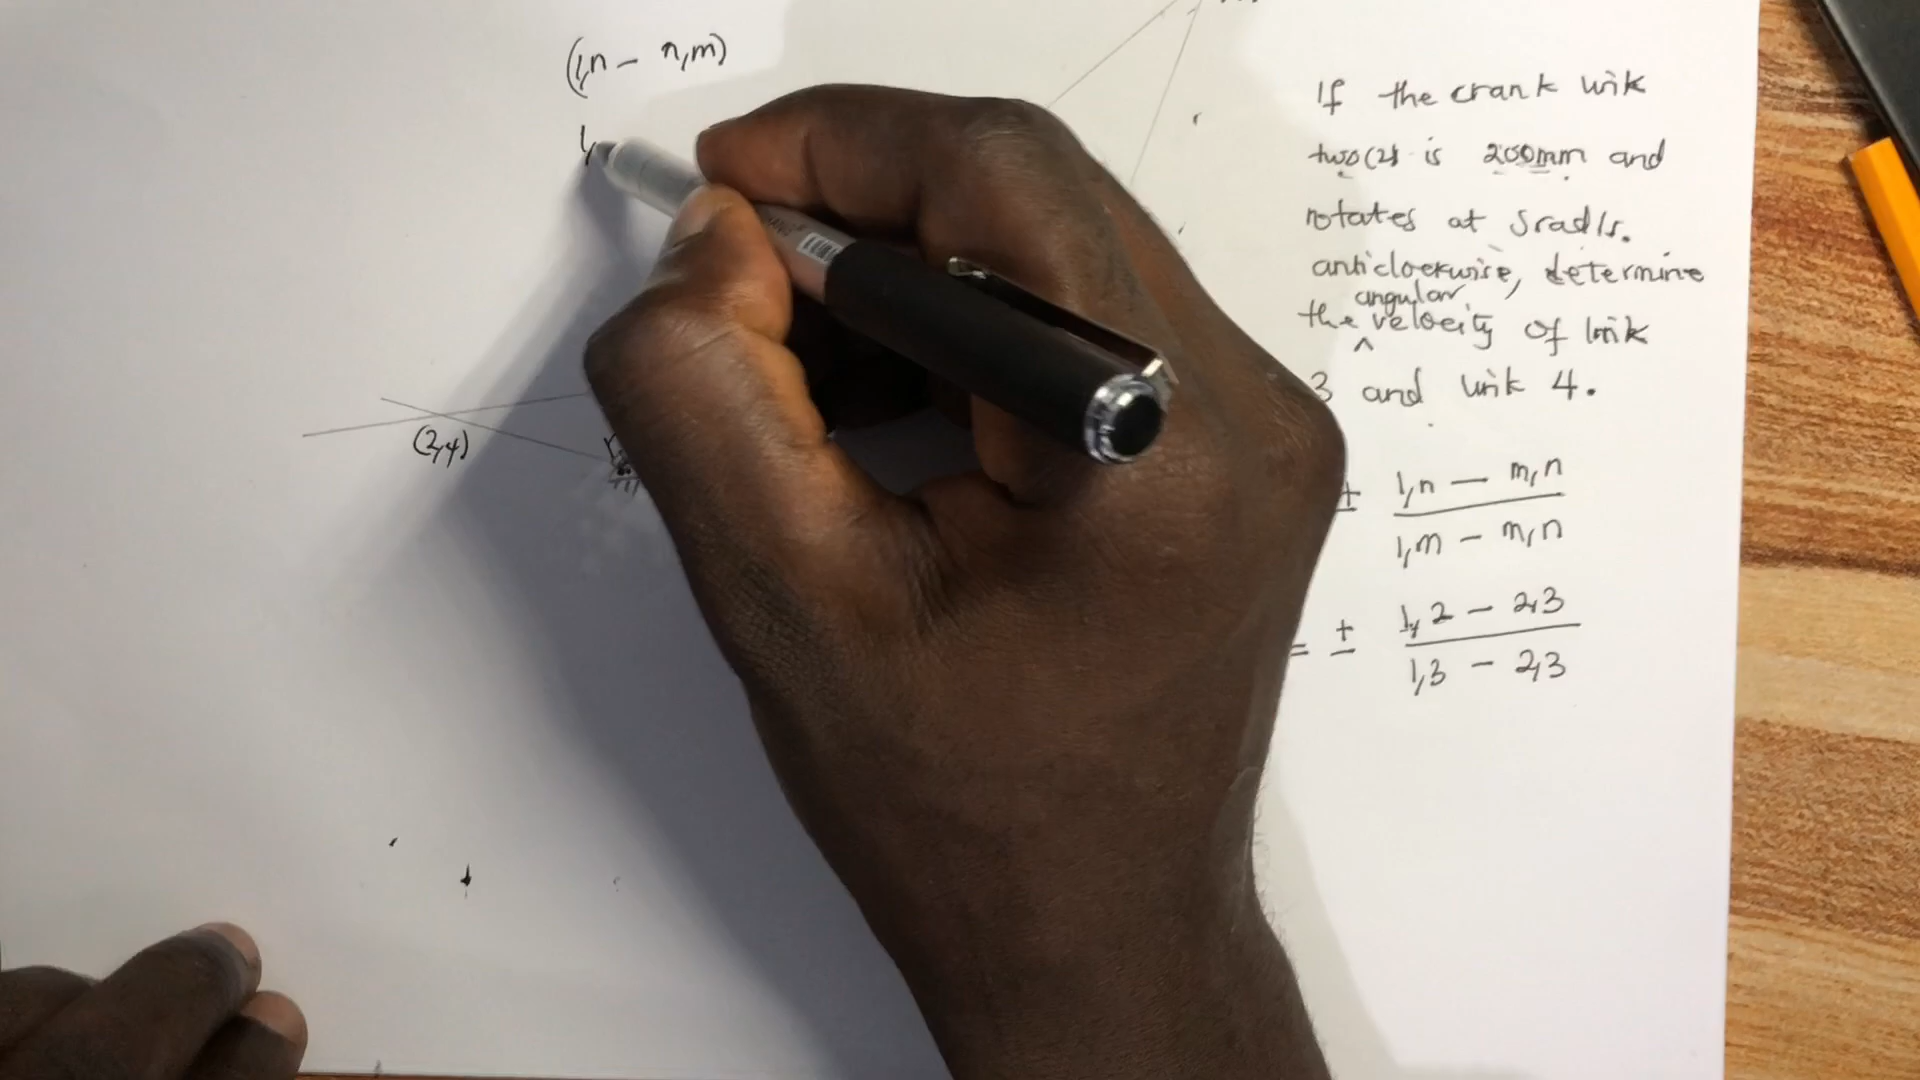 (1,n - n,m)
1,
(2,4)
If the crank link
two(2) is 200mm and
rotates at 5rad/s.
anticlockwise, determine
the angular velocity of link
3 and link 4.
± 1,n - m,n
1,m - m,n
= ± 1,2 - 2,3
1,3 - 2,3